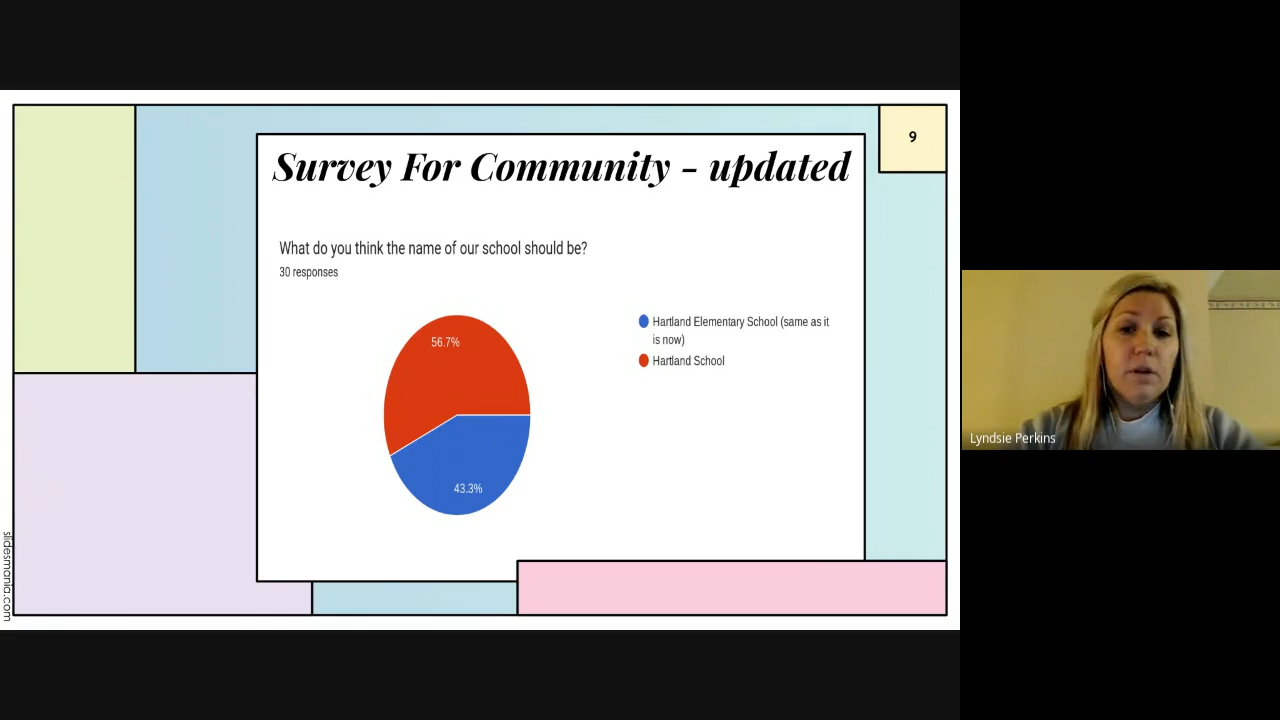 9
Survey For Community - updated
What do you think the name of our school should be?
30 responses
56.7%
43.3%
Hartland Elementary School (same as it
is now)
Hartland School
slidesmania.com
Lyndsie Perkins